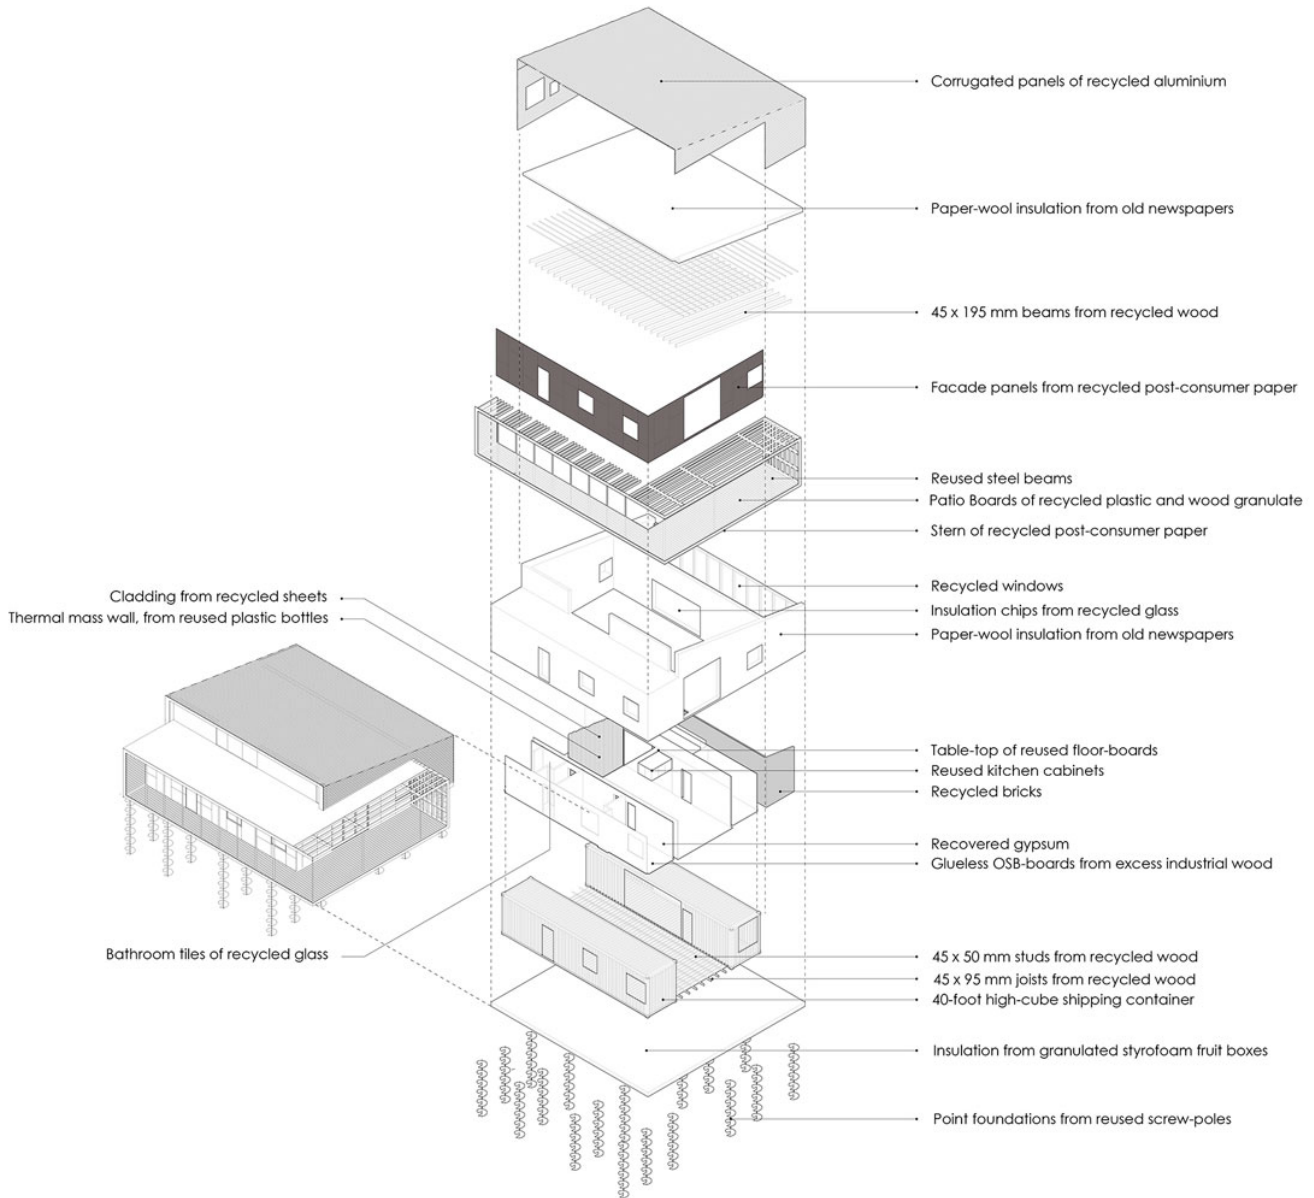 Corrugated panels of recycled aluminium
Paper-wool insulation from old newspapers
45 x 195 mm beams from recycled wood
Facade panels from recycled post-consumer paper
Reused steel beams
Patio Boards of recycled plastic and wood granulate
Stern of recycled post-consumer paper
Recycled windows
Insulation chips from recycled glass
Paper-wool insulation from old newspapers
Cladding from recycled sheets
Thermal mass wall, from reused plastic bottles
Table-top of reused floor-boards
Reused kitchen cabinets
Recycled bricks
Recovered gypsum
Glueless OSB-boards from excess industrial wood
Bathroom tiles of recycled glass
45 x 50 mm studs from recycled wood
45 x 95 mm joists from recycled wood
40-foot high-cube shipping container
Insulation from granulated styrofoam fruit boxes
Point foundations from reused screw-poles